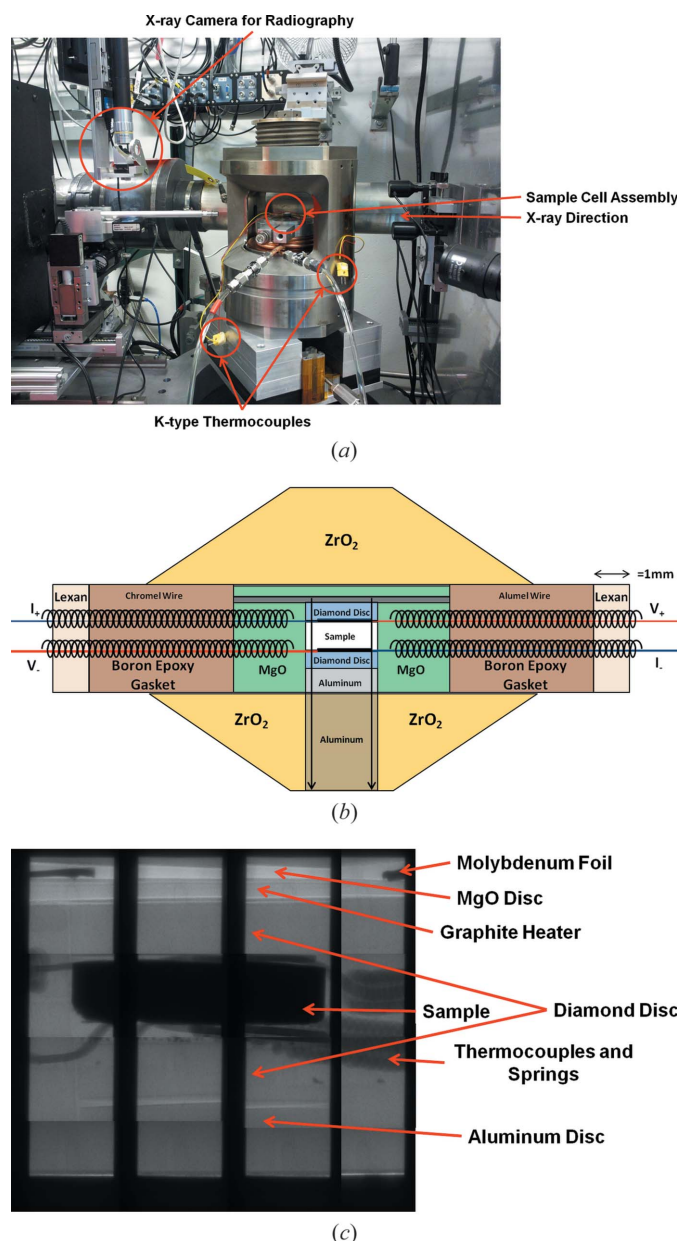 X-ray Camera for Radiography
Sample Cell Assembly
X-ray Direction
K-type Thermocouples
(a)
ZrO2
=1mm
Lexan
Chromel Wire
Diamond Disc
Alumel Wire
Lexan
I+
V+
Sample
V-
Boron Epoxy
Gasket
MgO
Diamond Disc
MgO
Boron Epoxy
Gasket
I-
Aluminum
ZrO2
Aluminum
ZrO2
(b)
Molybdenum Foil
MgO Disc
Graphite Heater
Sample
Diamond Disc
Thermocouples and
Springs
Aluminum Disc
(c)